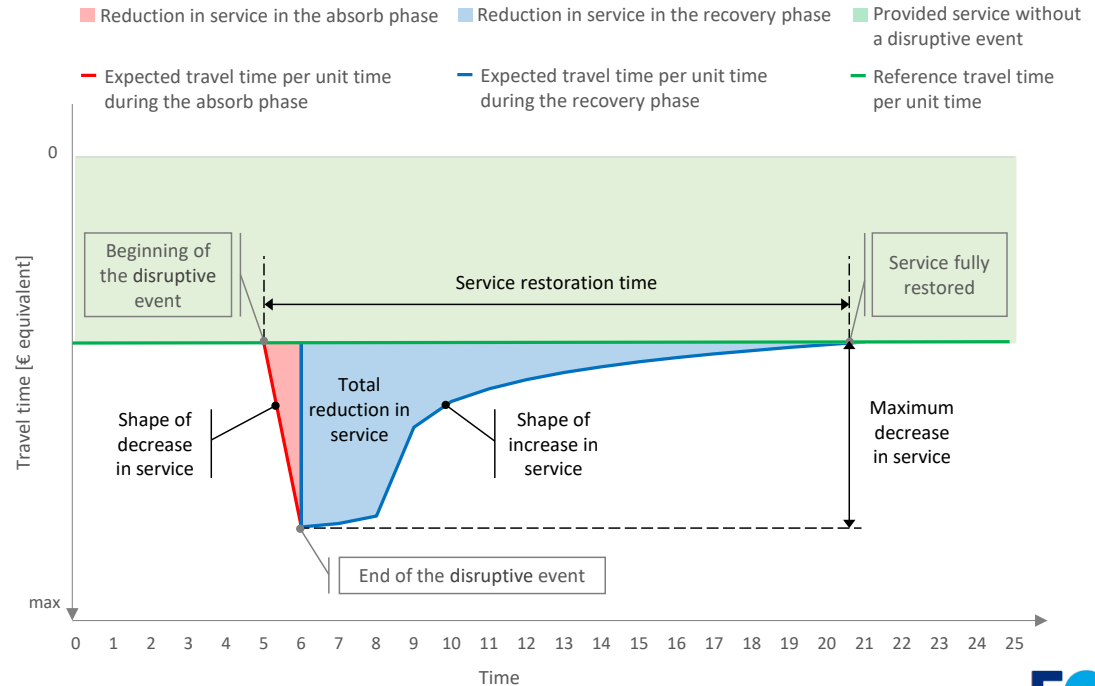 Reduction in service in the absorb phase
Reduction in service in the recovery phase
Provided service without
a disruptive event
Expected travel time per unit time
during the absorb phase
Expected travel time per unit time
during the recovery phase
Reference travel time
per unit time
0
Beginning of
the disruptive
event
Service restoration time
Service fully
restored
Travel time [€ equivalent]
Total
reduction in
service
Shape of
decrease
in service
Shape of
increase in
service
Maximum
decrease
in service
End of the disruptive event
max
0 1 2 3 4 5 6 7 8 9 10 11 12 13 14 15 16 17 18 19 20 21 22 23 24 25
Time